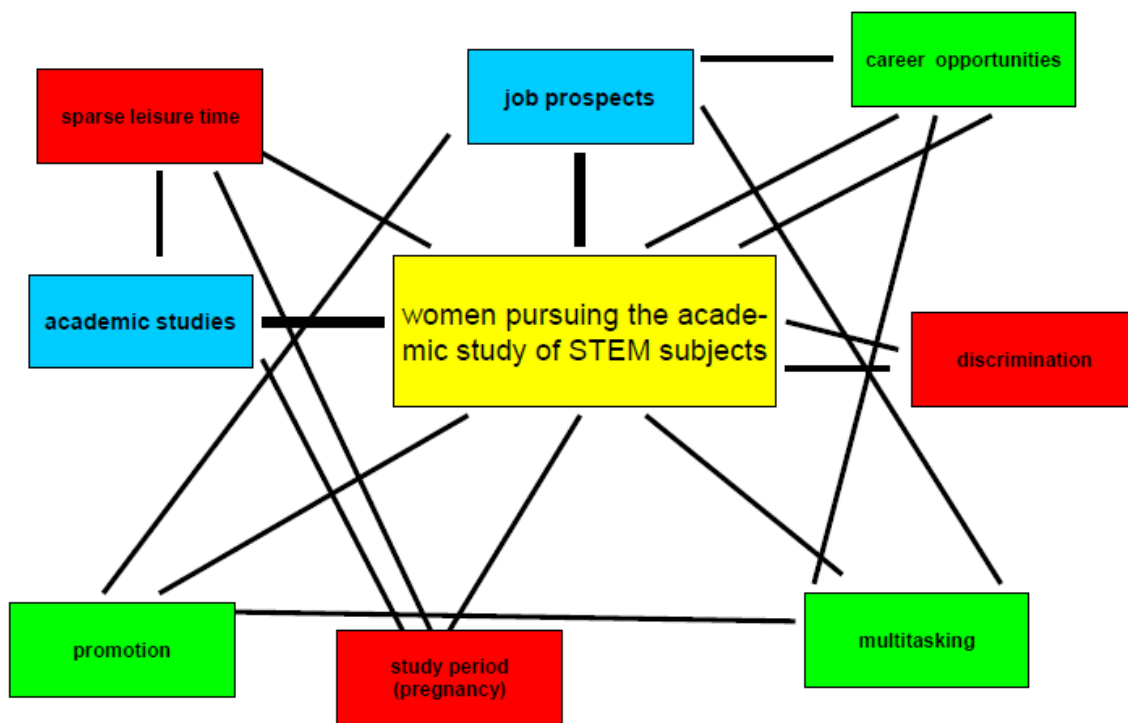 career opportunities
job prospects
sparse leisure time
women pursuing the acade-
mic study of STEM subjects
academic studies
discrimination
promotion
multitasking
study period
(pregnancy)